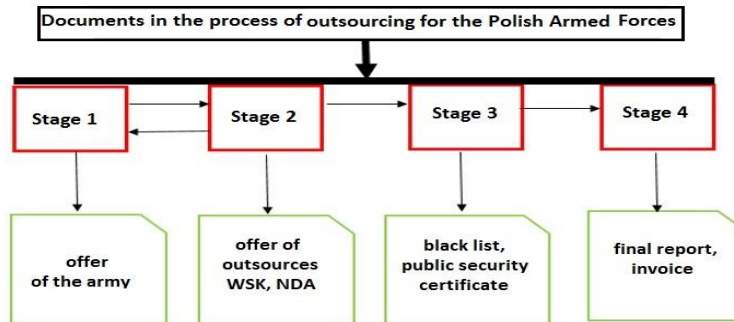 Documents in the process of outsourcing for the Polish Armed Forces
Stage 1
Stage 2
Stage 3
Stage 4
offer
of the army
offer of
outsources
WSK, NDA
black list,
public security
certificate
final report,
invoice